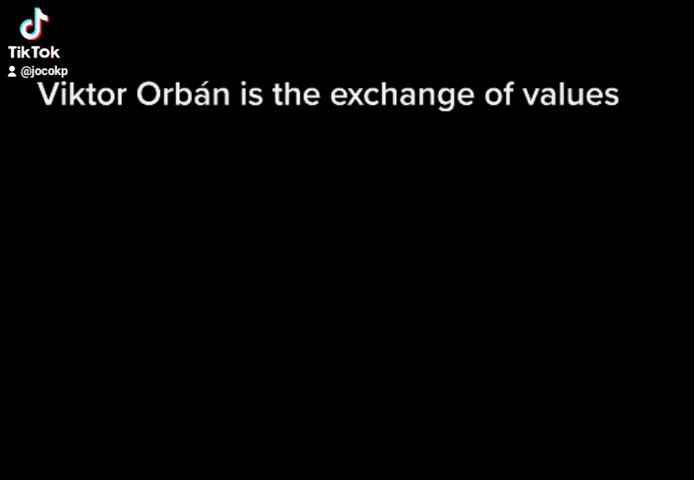 TikTok
@jocokp
Viktor Orbán is the exchange of values